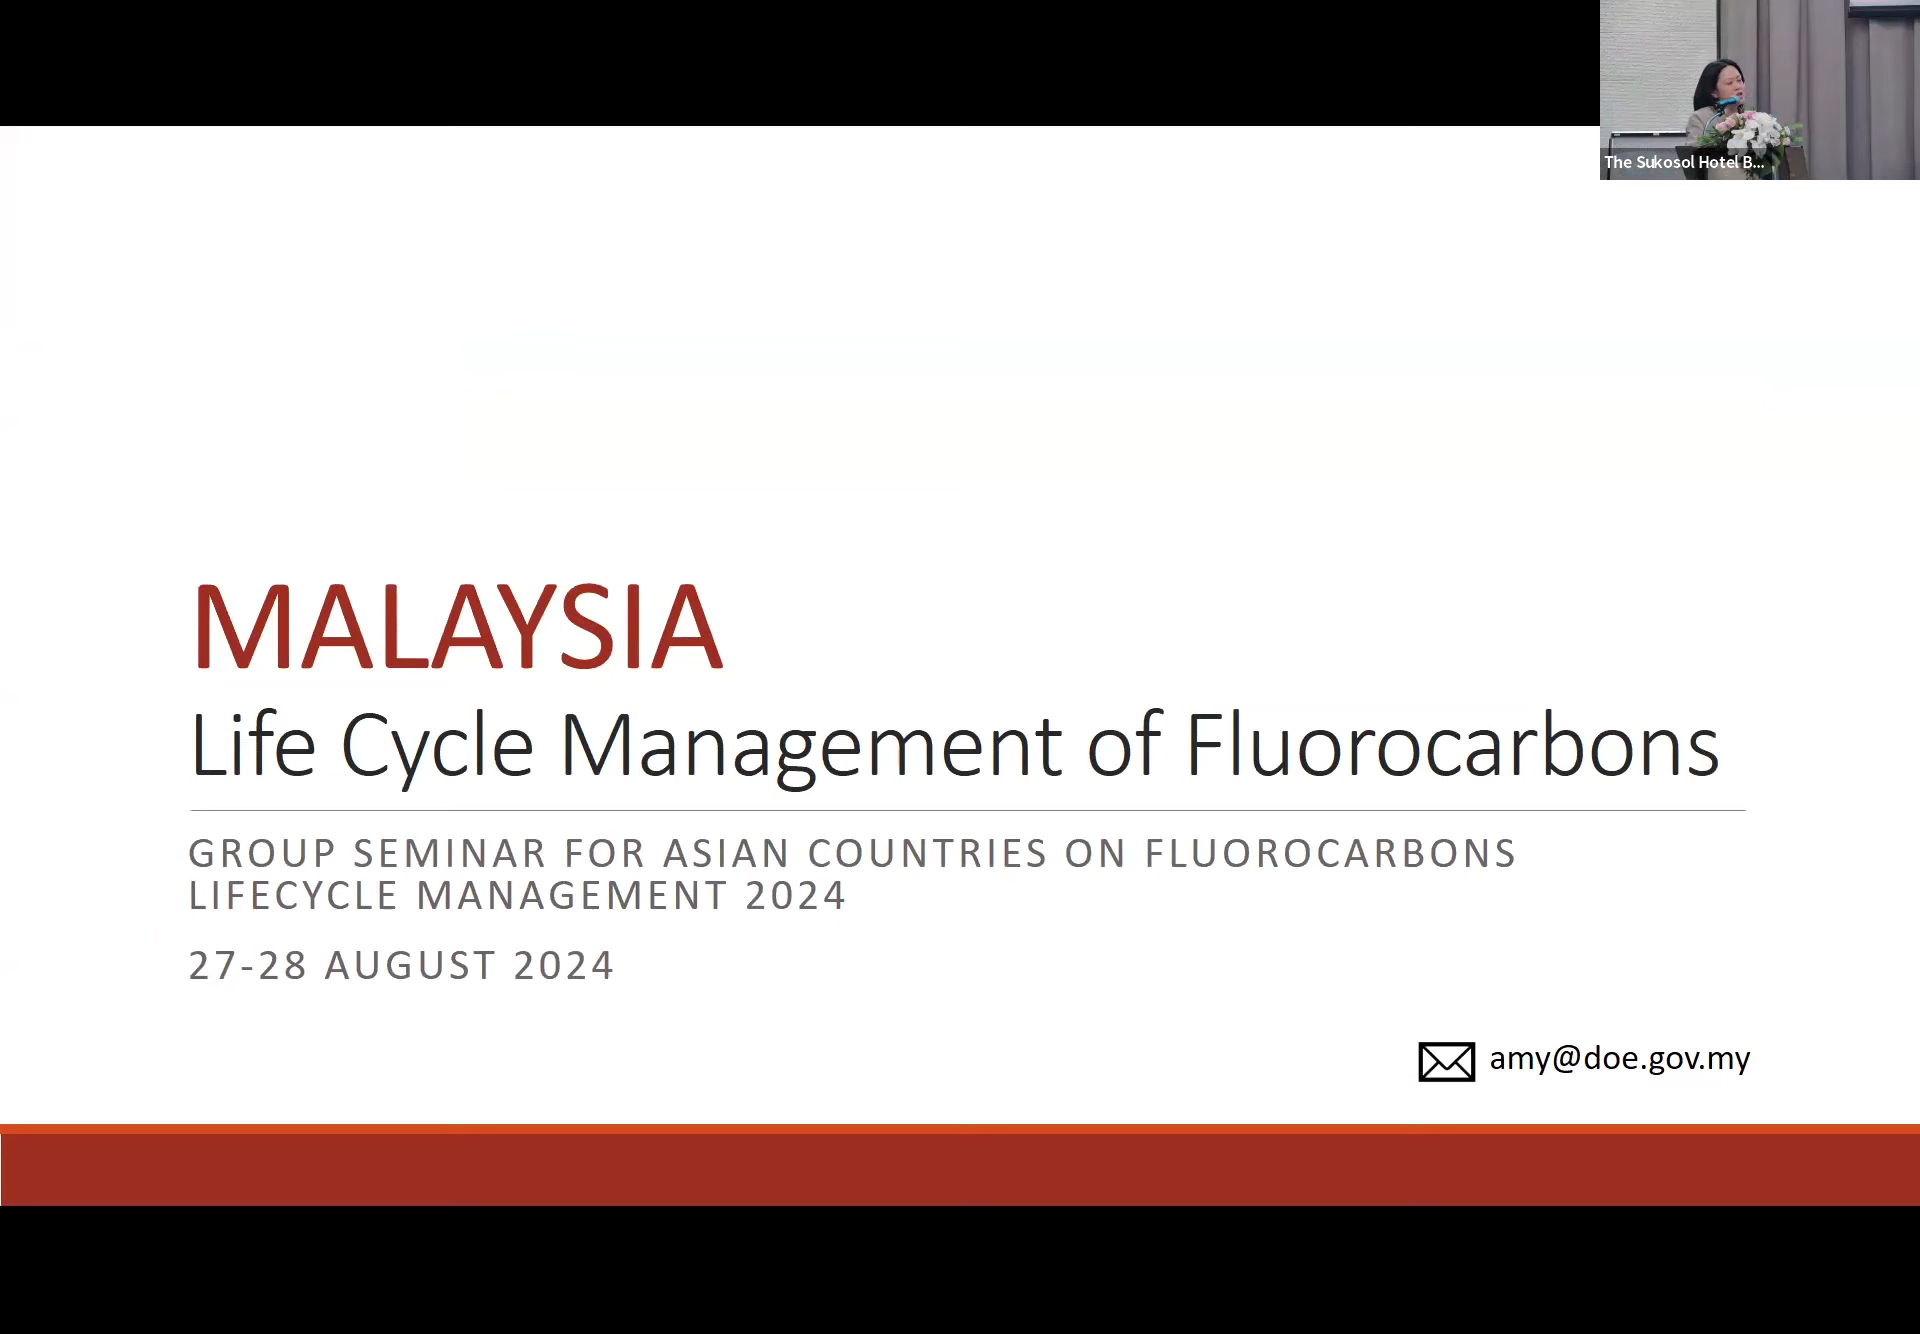 The Sukosol Hotel B...
MALAYSIA
Life Cycle Management of Fluorocarbons
GROUP SEMINAR FOR ASIAN COUNTRIES ON FLUOROCARBONS
LIFECYCLE MANAGEMENT 2024
27-28 AUGUST 2024
amy@doe.gov.my